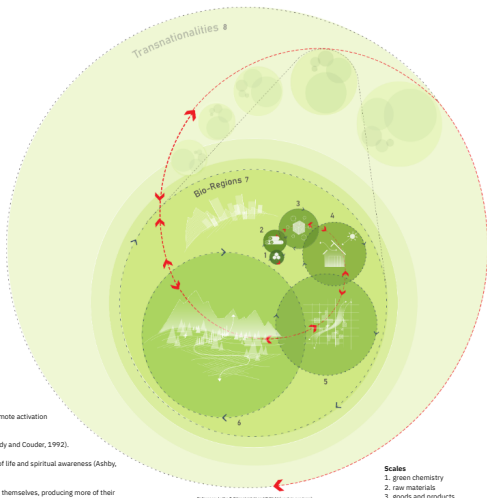 Transnationalities 8
Bio-Regions 7
3
4
2
1
5
6
mote activation
dy and Couder, 1992).
of life and spiritual awareness (Ashby,
themselves, producing more of their
Scales
1. green chemistry
2. raw materials
3. goods and products